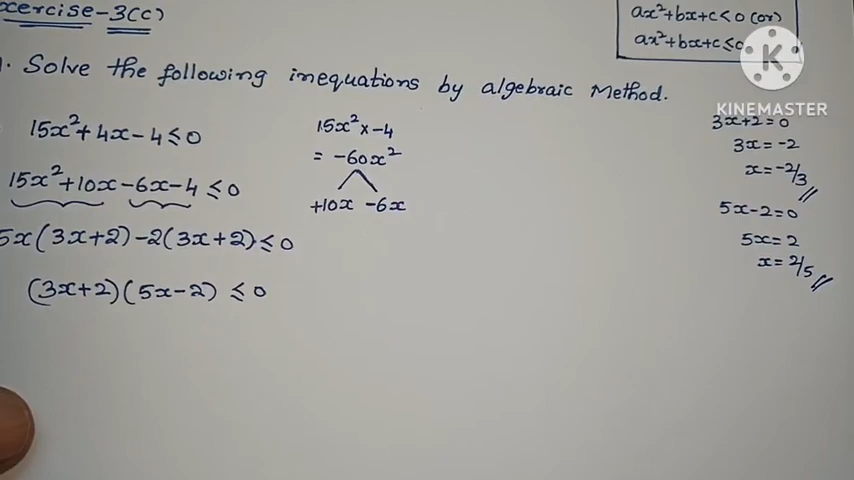 xercise-3(c)
ax²+bx+c<0 (or)
ax²+bx+c≤0
1. Solve the following inequations by algebraic Method.
KINEMASTER
15x²+4x-4≤0
15x²+10x-6x-4≤0
5x(3x+2)-2(3x+2)≤0
(3x+2)(5x-2)≤0
15x²x-4
= -60x²
+10x -6x
3x+2=0
3x=-2
x=-2/3
5x-2=0
5x=2
x=2/5